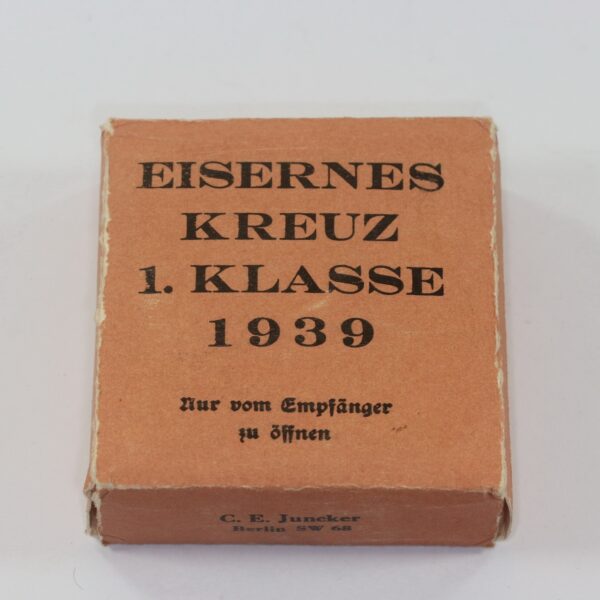 EISERNES
KREUZ
1. KLASSE
1939
Nur vom Empfänger
zu öffnen
C. E. Juncker
Berlin SW 68